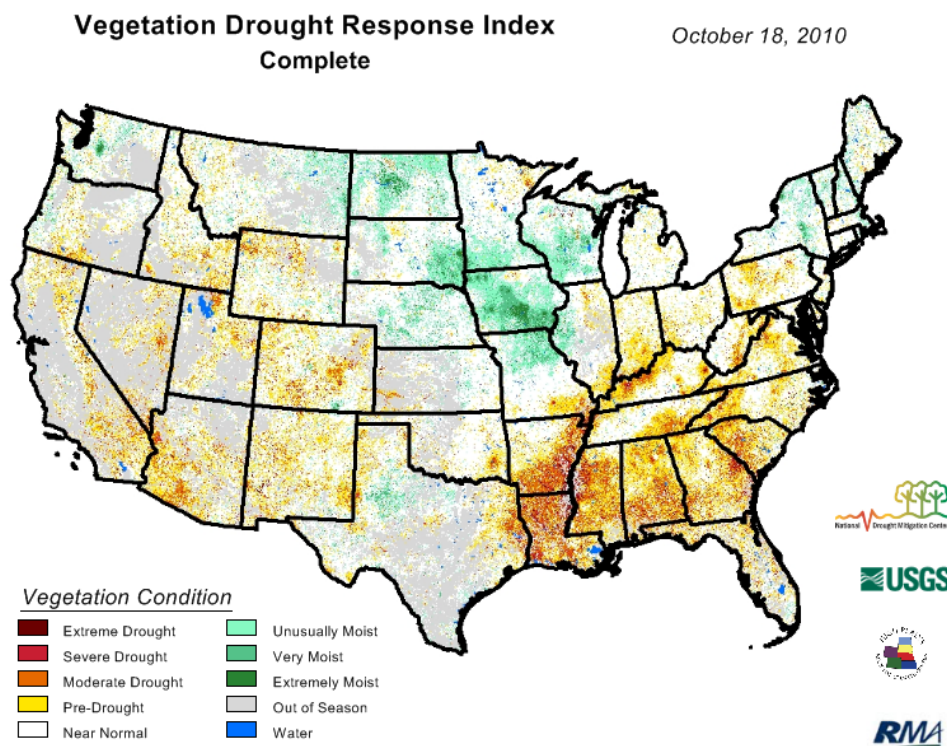 Vegetation Drought Response Index
Complete
October 18, 2010
National Drought Mitigation Center
USGS
RMA
Vegetation Condition
Extreme Drought
Severe Drought
Moderate Drought
Pre-Drought
Near Normal
Unusually Moist
Very Moist
Extremely Moist
Out of Season
Water